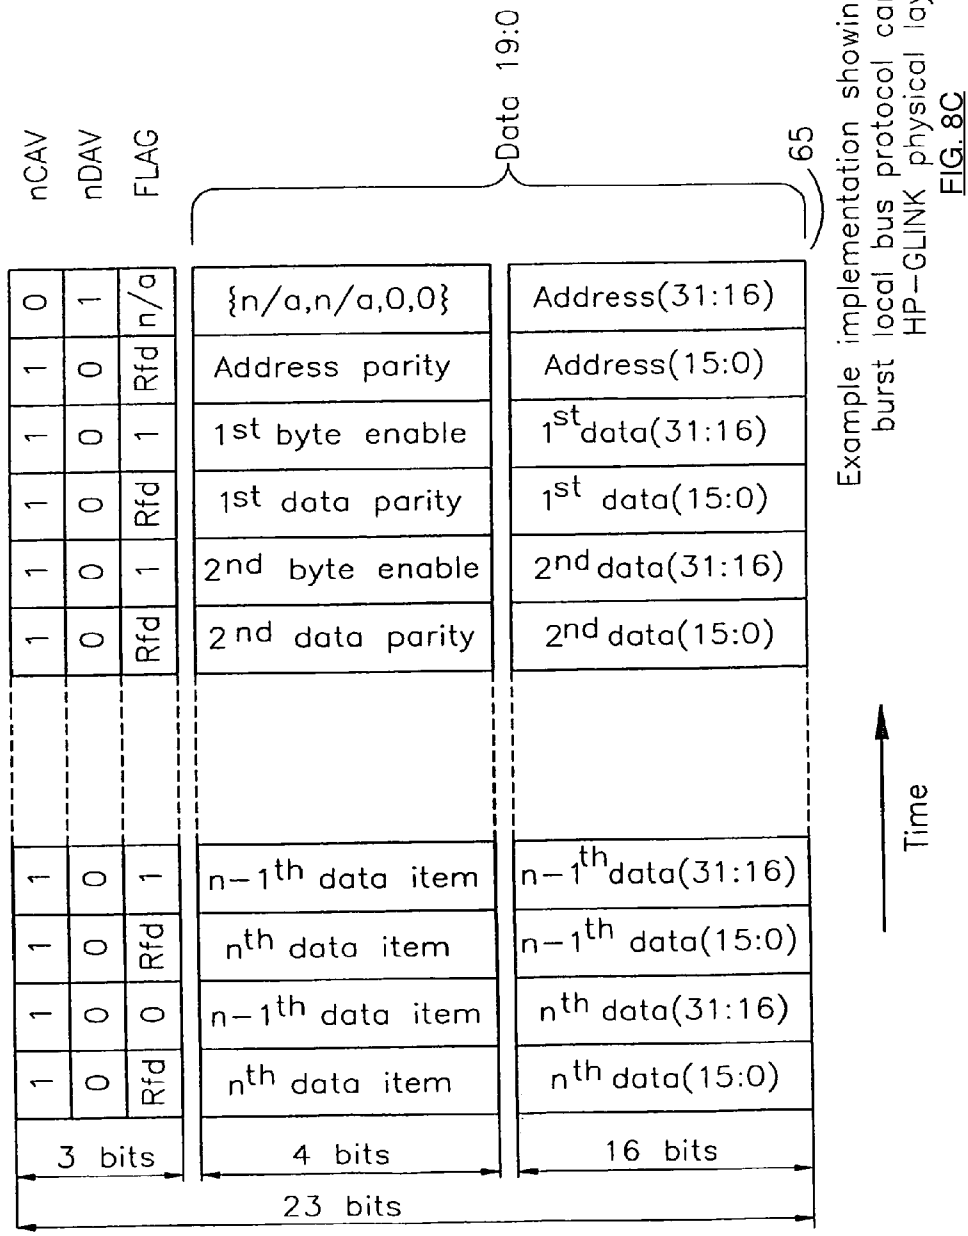 nCAV
nDAV
FLAG
Data 19:0
65
0 1 n/a {n/a,n/a,0,0} Address(31:16)
1 0 Rfd Address parity Address(15:0)
1 0 1 1st byte enable 1st data(31:16)
1 0 Rfd 1st data parity 1st data(15:0)
1 0 1 2nd byte enable 2nd data(31:16)
1 0 Rfd 2nd data parity 2nd data(15:0)
1 0 1 n-1th data item n-1th data(31:16)
1 0 Rfd nth data item n-1th data(15:0)
1 0 0 n-1th data item nth data(31:16)
1 0 Rfd nth data item nth data(15:0)
3 bits 4 bits 16 bits
23 bits
Time
Example implementation showin
burst local bus protocol
HP-GLINK physical
FIG. 8C